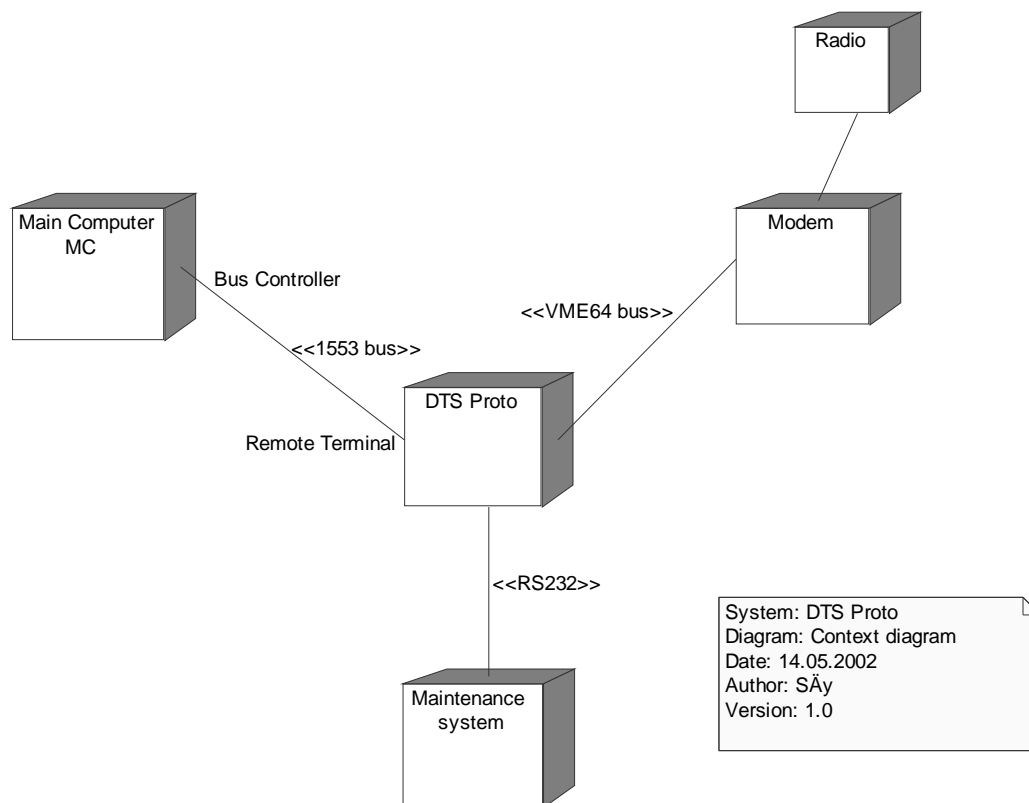 Radio
Main Computer
MC
Modem
Bus Controller
<<VME64 bus>>
<<1553 bus>>
DTS Proto
Remote Terminal
<<RS232>>
Maintenance
system
System: DTS Proto
Diagram: Context diagram
Date: 14.05.2002
Author: SÄy
Version: 1.0